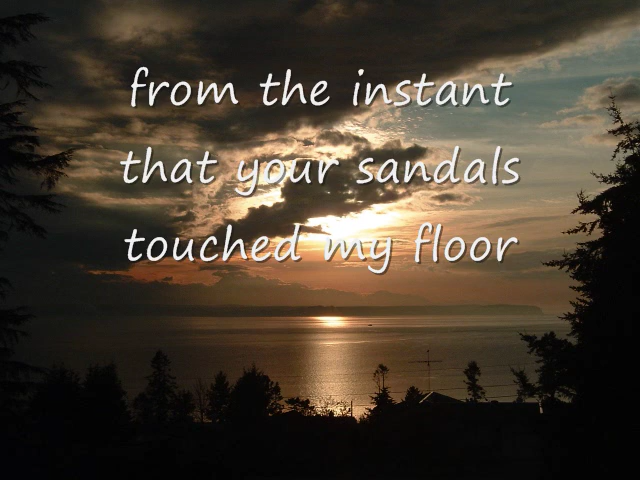 from the instant
that your sandals
touched my floor